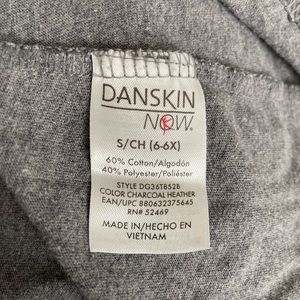 DANSKIN
NOW.
S/CH (6-6X)
60% Cotton/Algodón
40% Polyester/Poliéster
STYLE DG36T852B
COLOR CHARCOAL HEATHER
EAN/UPC 880632375645
RN# 52469
MADE IN/HECHO EN
VIETNAM